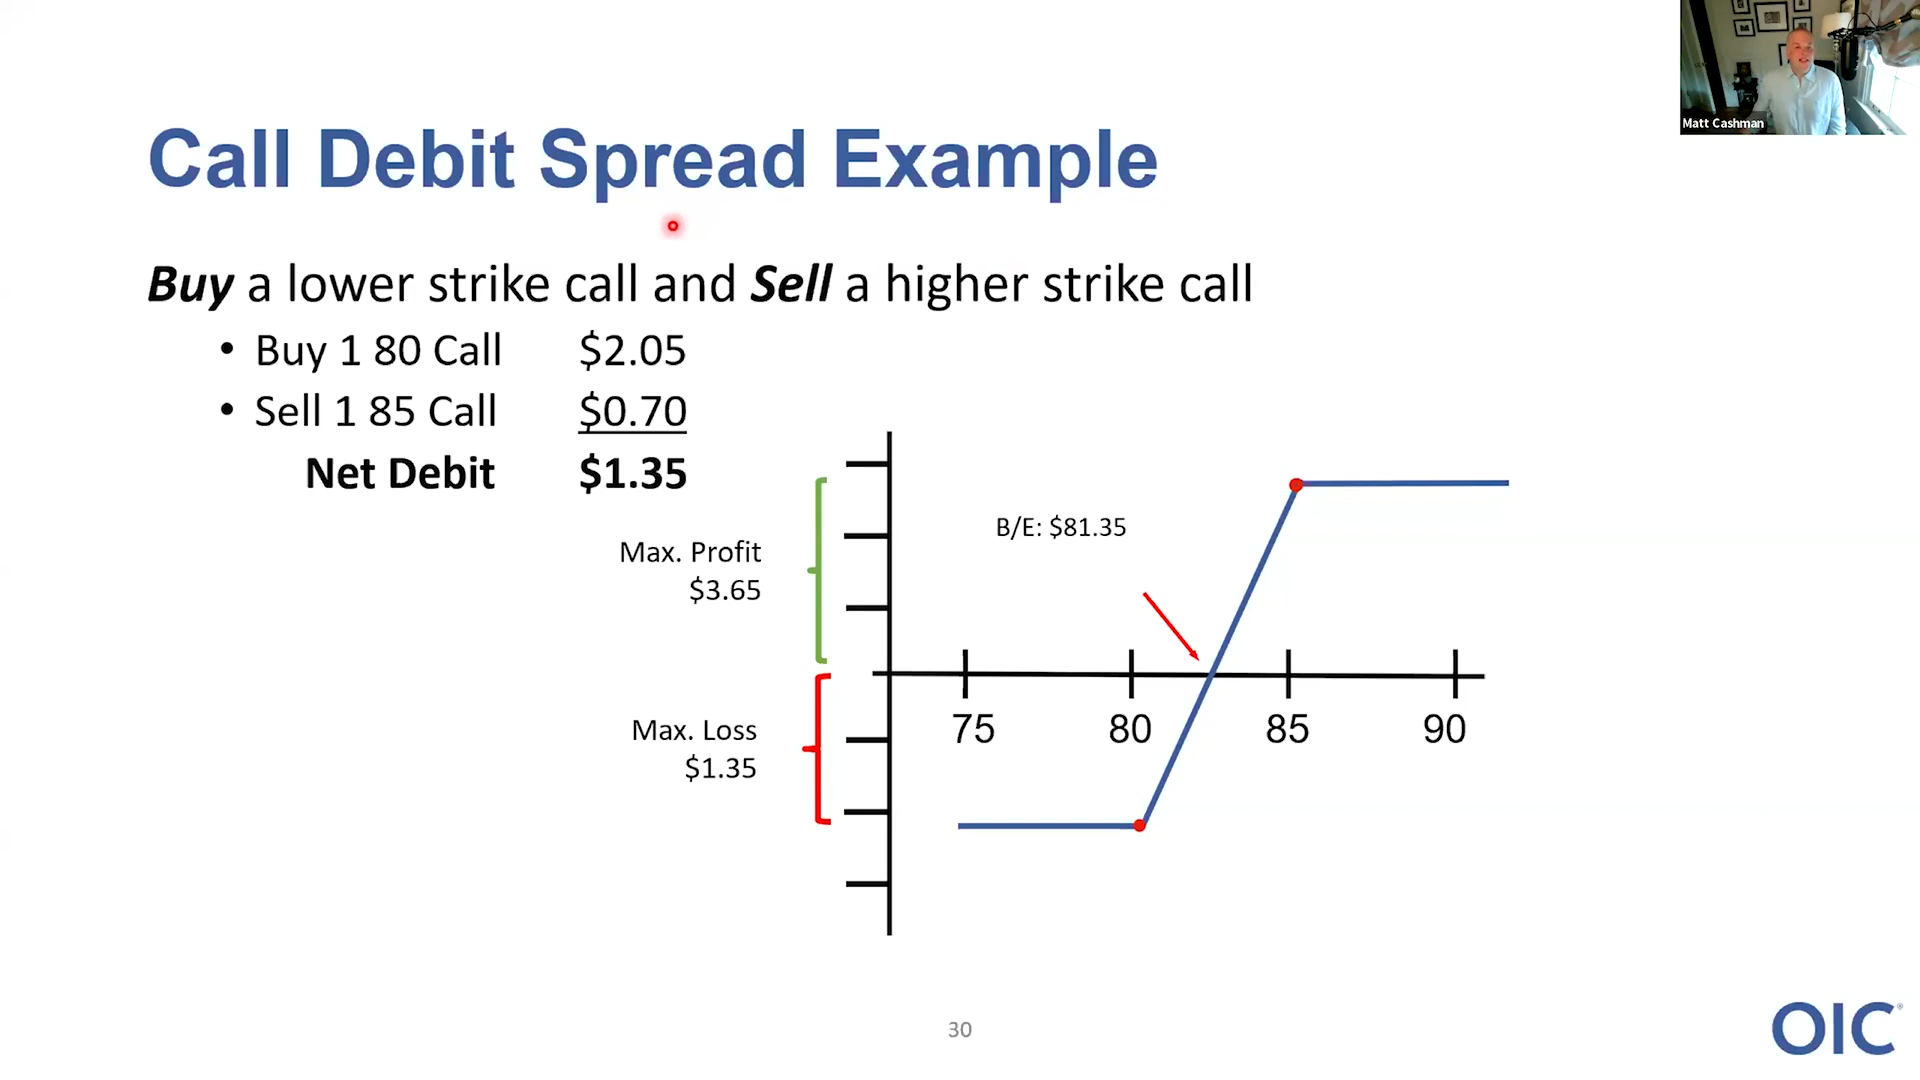 Matt Cashman
Call Debit Spread Example
Buy a lower strike call and Sell a higher strike call
• Buy 1 80 Call $2.05
• Sell 1 85 Call $0.70
Net Debit $1.35
B/E: $81.35
Max. Profit
$3.65
Max. Loss
$1.35
75 80 85 90
30
OIC®